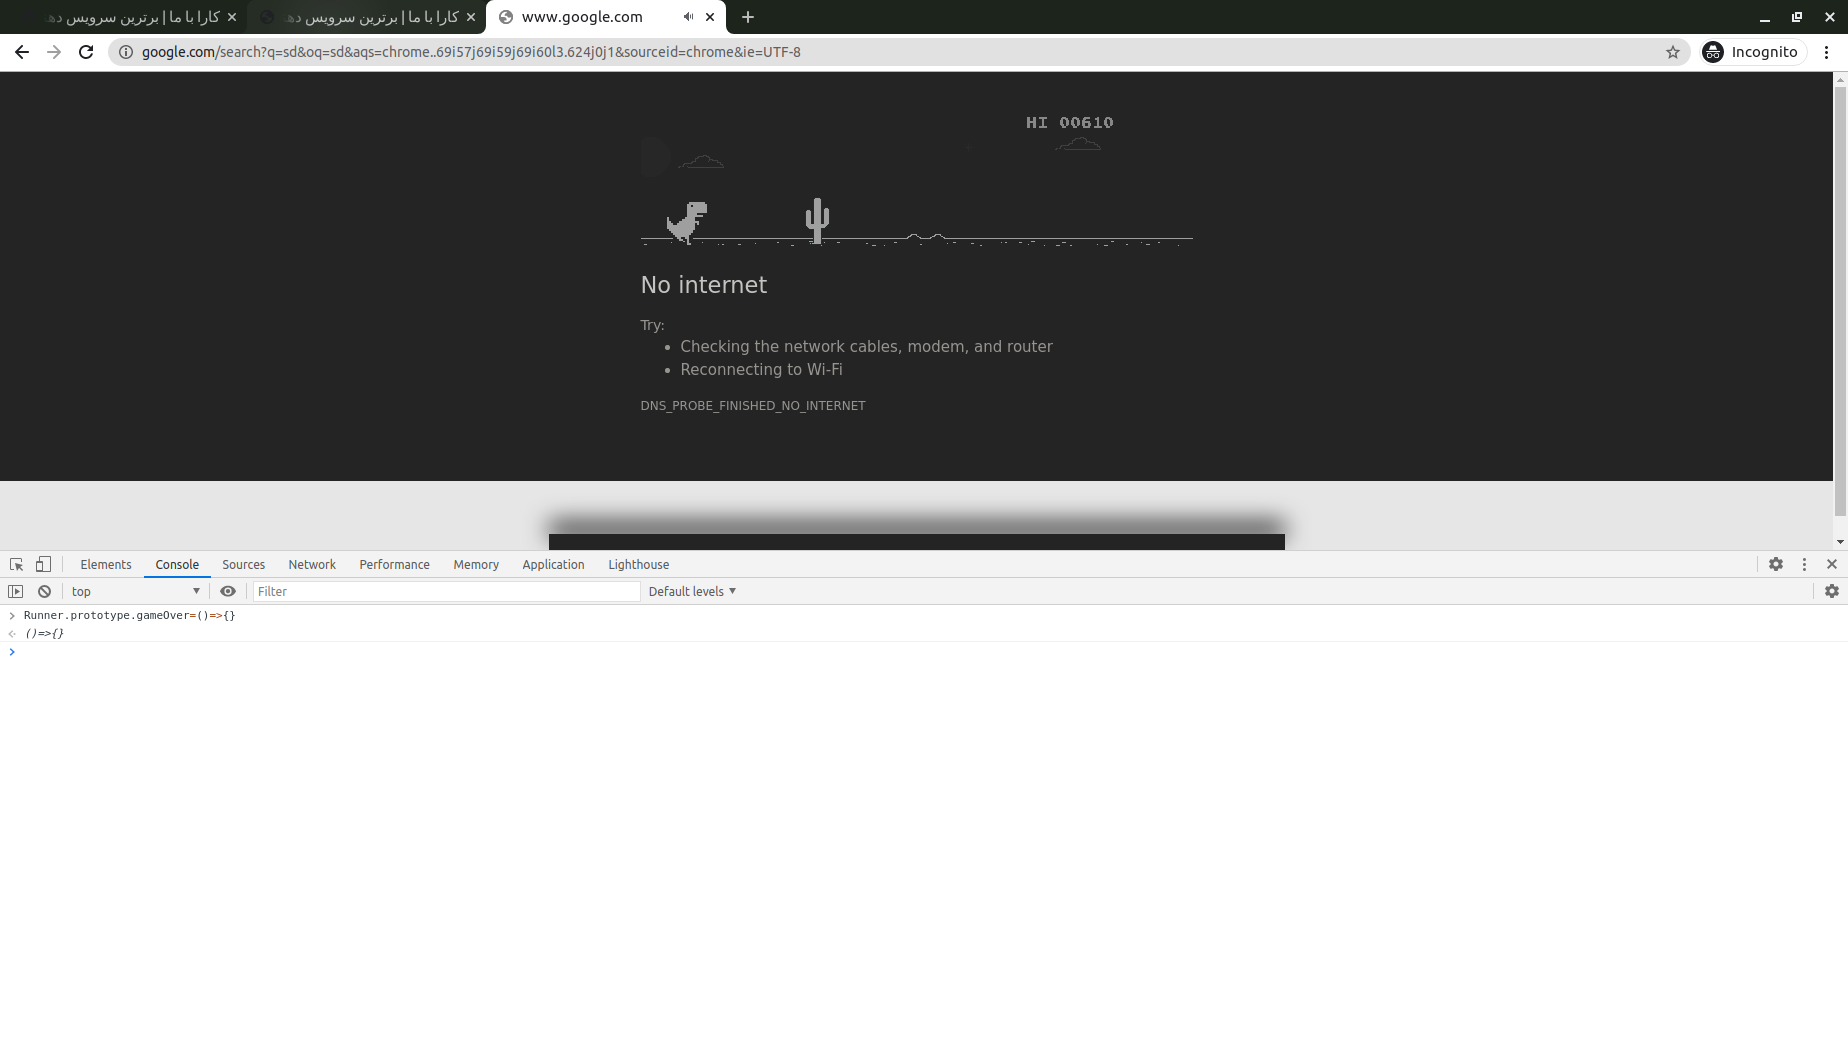 کارا با ما | برترین سرویس
کارا با ما | برترین سرویس
www.google.com
google.com/search?q=sd&oq=sd&aqs=chrome..69i57j69i59j69i60l3.624j0j1&sourceid=chrome&ie=UTF-8
Incognito
HI 00610
No internet
Try:
Checking the network cables, modem, and router
Reconnecting to Wi-Fi
DNS_PROBE_FINISHED_NO_INTERNET
Elements Console Sources Network Performance Memory Application Lighthouse
top Filter Default levels
Runner.prototype.gameOver=()=>{}
()=>{}